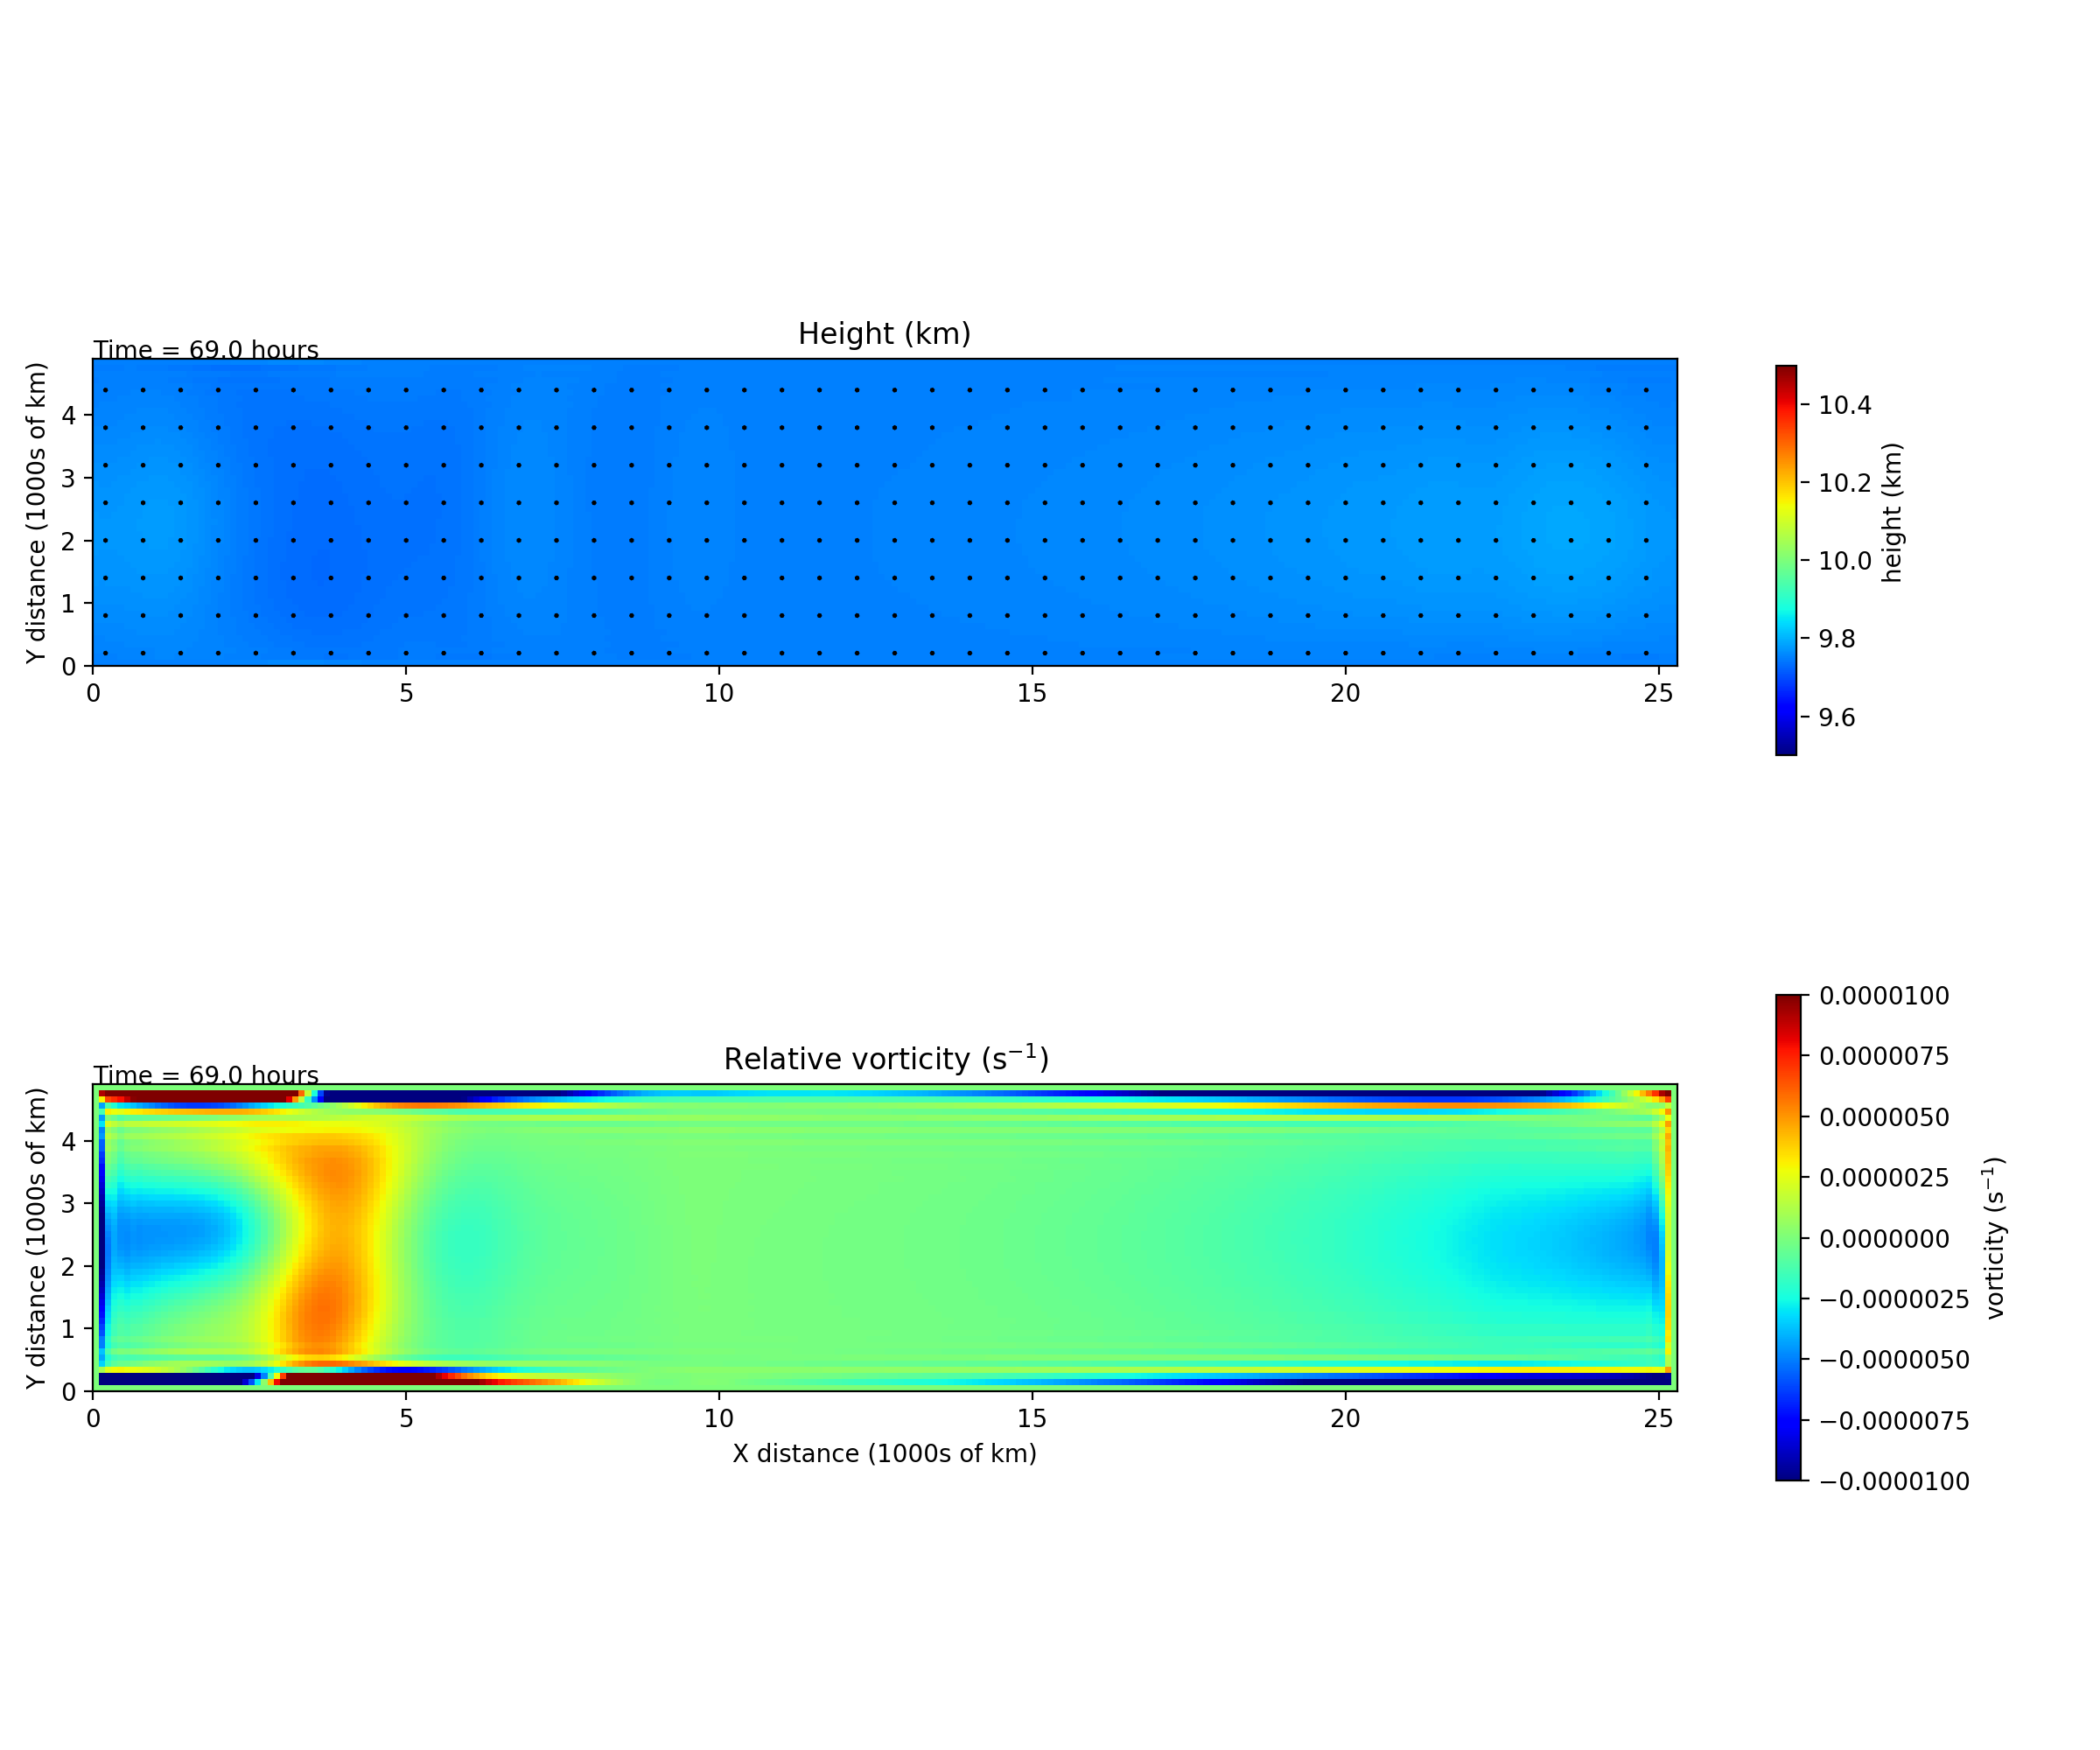 Height (km)
Time = 69.0 hours
Y distance (1000s of km)
4
3
2
1
0
0 5 10 15 20 25
10.4
10.2
10.0
9.8
9.6
height (km)
Relative vorticity (s⁻¹)
Time = 69.0 hours
Y distance (1000s of km)
4
3
2
1
0
0 5 10 15 20 25
X distance (1000s of km)
0.0000100
0.0000075
0.0000050
0.0000025
0.0000000
−0.0000025
−0.0000050
−0.0000075
−0.0000100
vorticity (s⁻¹)